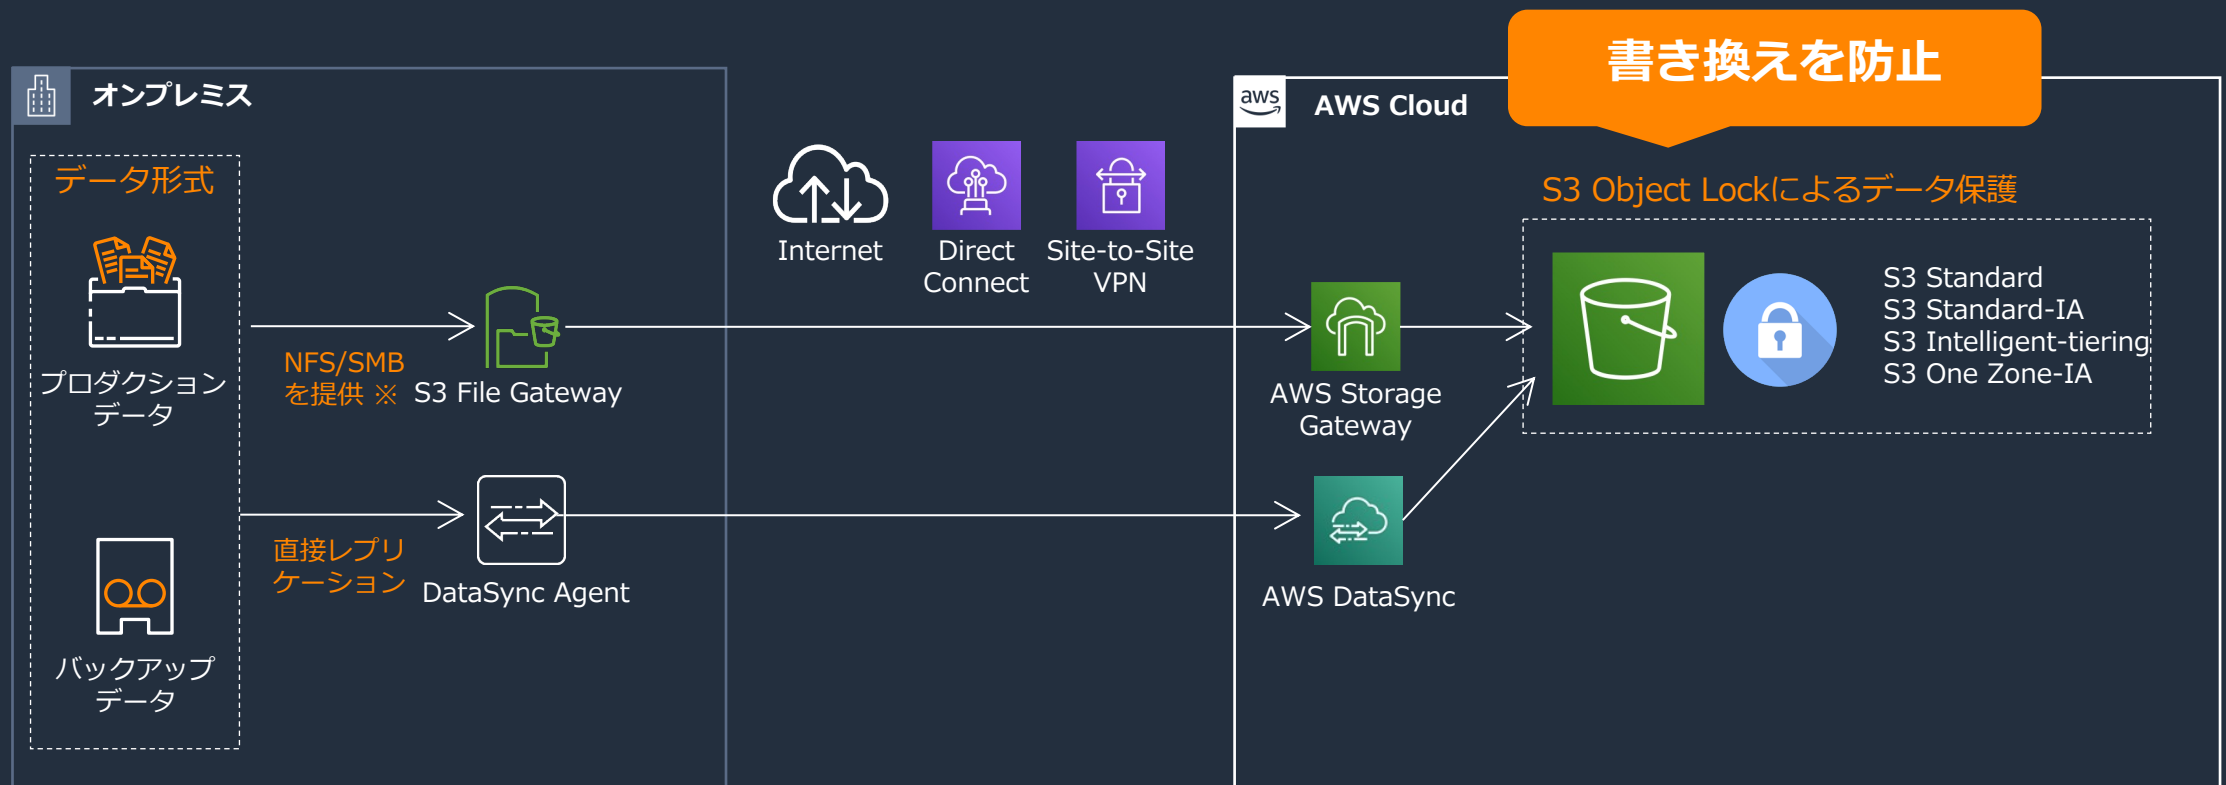 書き換えを防止
オンプレミス
aws
AWS Cloud
データ形式
S3 Object Lockによるデータ保護
Internet
Direct
Connect
Site-to-Site
VPN
S3 Standard
S3 Standard-IA
S3 Intelligent-tiering
S3 One Zone-IA
プロダクション
データ
NFS/SMB
を提供 ※
S3 File Gateway
AWS Storage
Gateway
直接レプリ
ケーション
DataSync Agent
AWS DataSync
バックアップ
データ